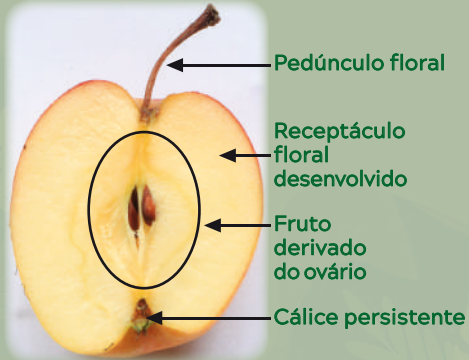 Pedúnculo floral
Receptáculo
floral
desenvolvido
Fruto
derivado
do ovário
Cálice persistente